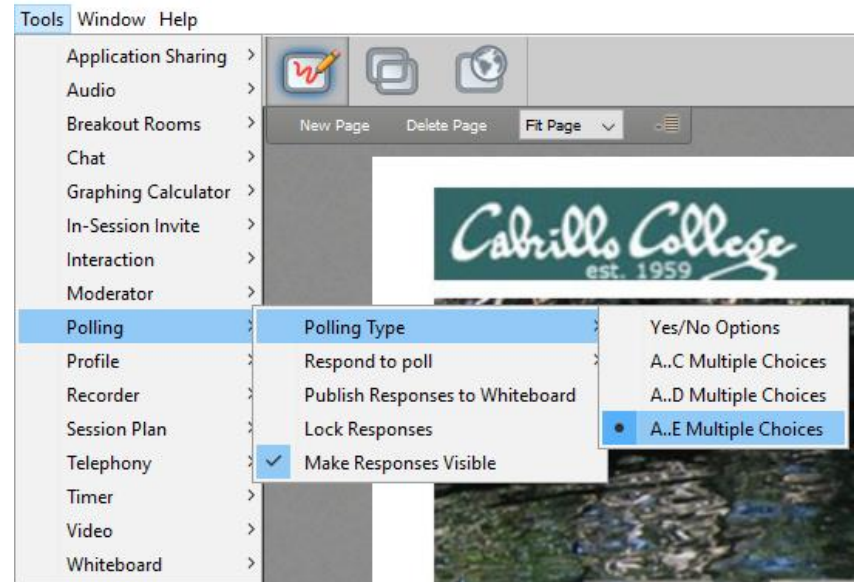 Tools Window Help
Application Sharing
Audio
Breakout Rooms
Chat
Graphing Calculator
In-Session Invite
Interaction
Moderator
Polling
Profile
Recorder
Session Plan
Telephony
Timer
Video
Whiteboard
New Page Delete Page Fit Page
Cabrillo College
est. 1959
Polling Type
Respond to poll
Publish Responses to Whiteboard
Lock Responses
Make Responses Visible
Yes/No Options
A..C Multiple Choices
A..D Multiple Choices
A..E Multiple Choices